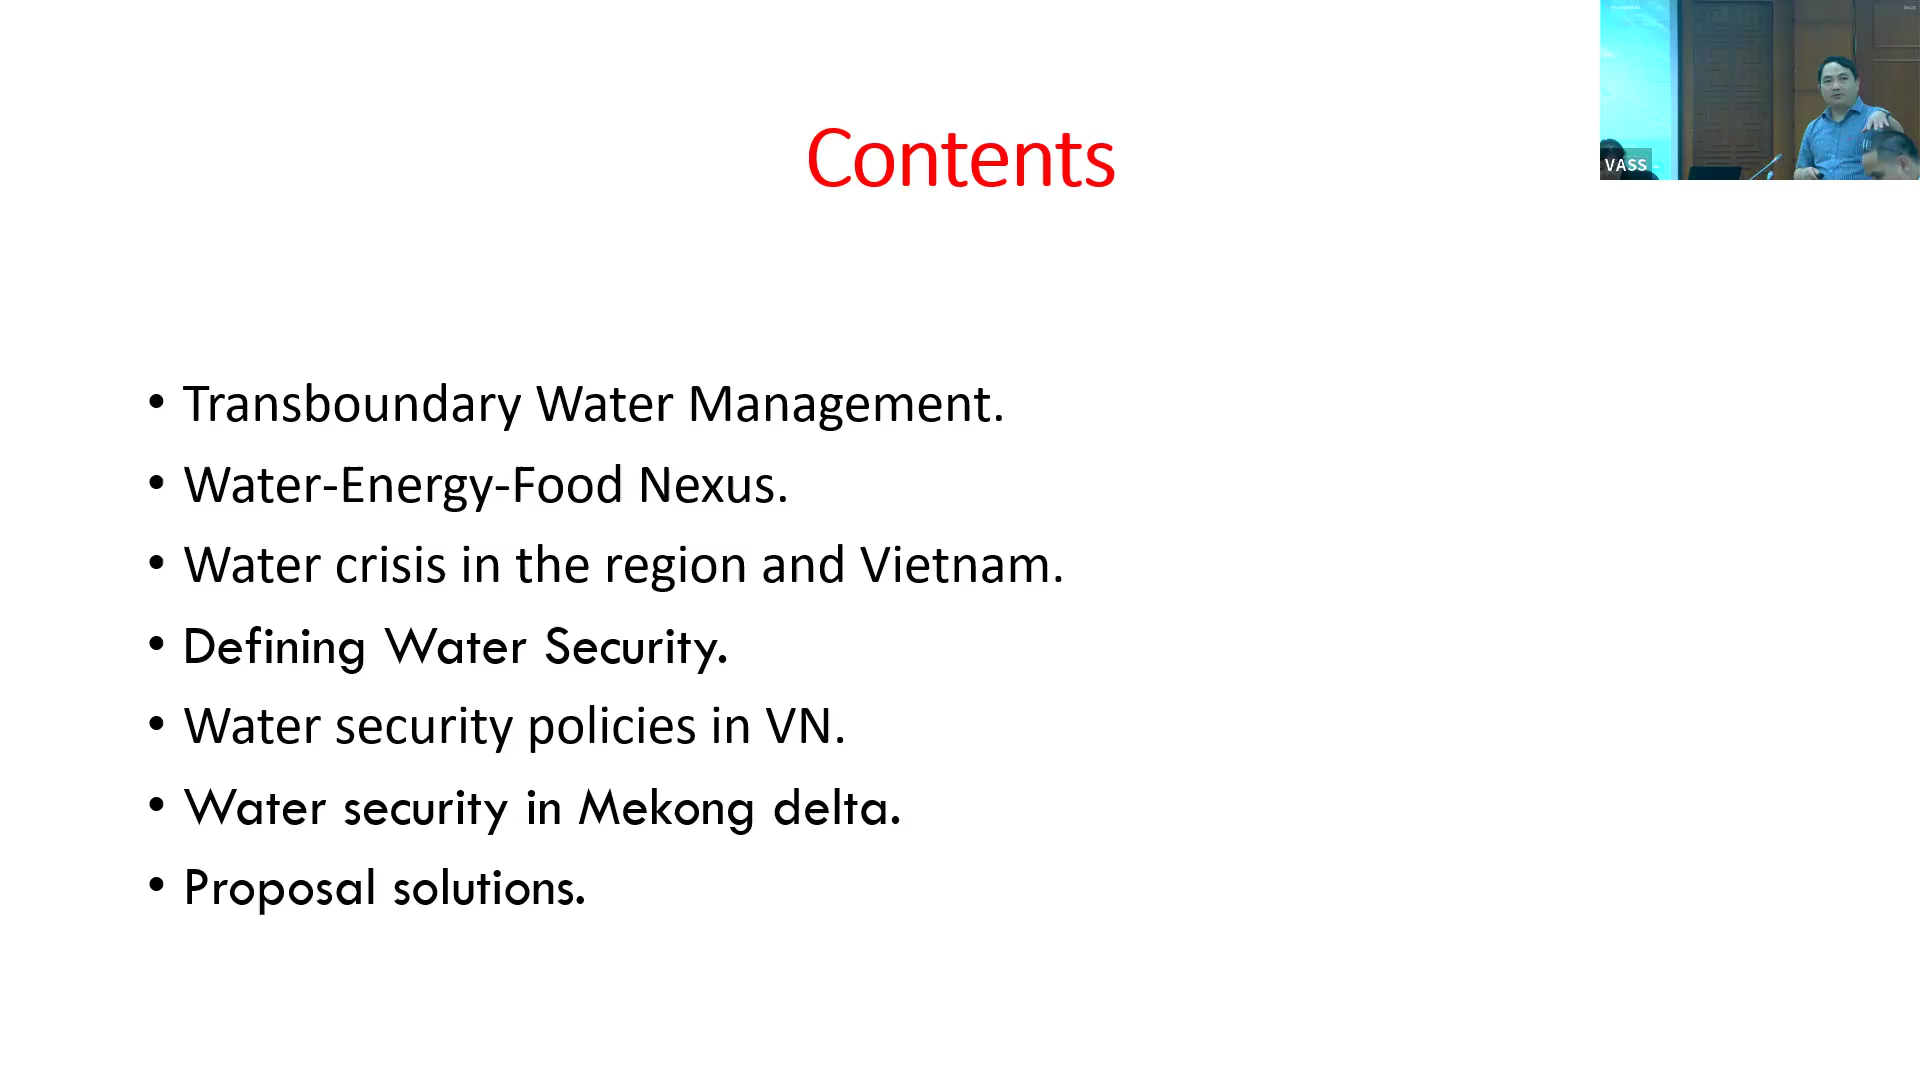 Contents
VASS
• Transboundary Water Management.
• Water-Energy-Food Nexus.
• Water crisis in the region and Vietnam.
• Defining Water Security.
• Water security policies in VN.
• Water security in Mekong delta.
• Proposal solutions.